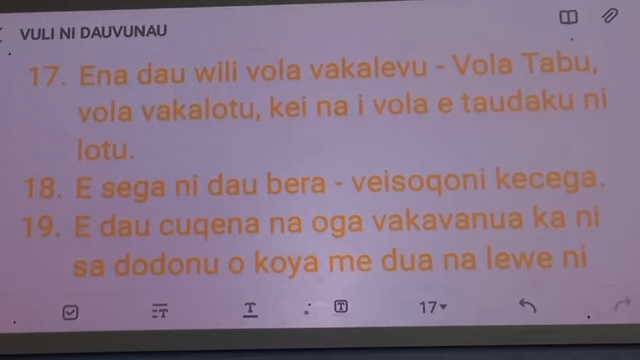 VULI NI DAUVUNAU
17. Ena dau wili vola vakalevu - Vola Tabu,
vola vakalotu, kei na i vola e taudaku ni
lotu.
18. E sega ni dau bera - veisoqoni kecega.
19. E dau cuqena na oga vakavanua ka ni
sa dodonu o koya me dua na lewe ni
17